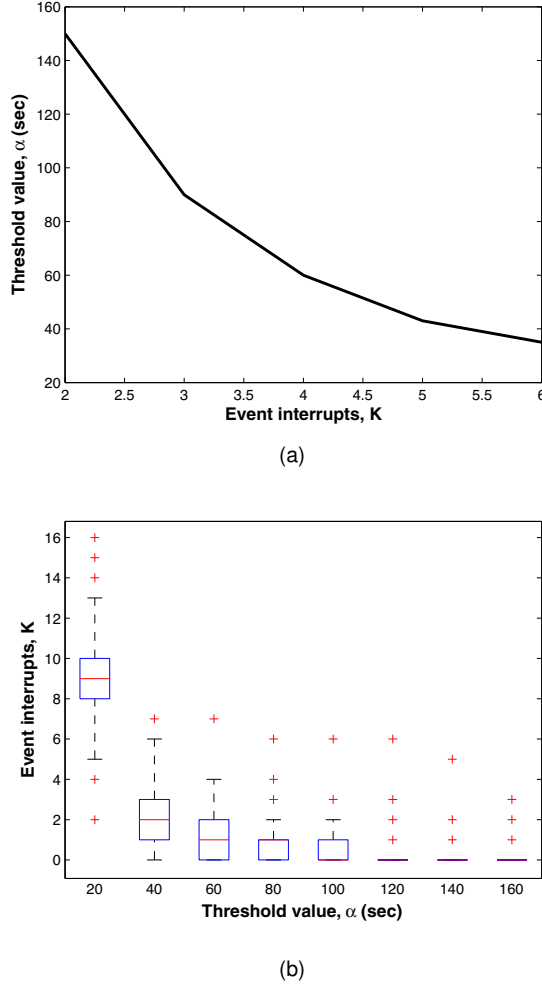 160
140
120
100
80
60
40
20
Threshold value, α (sec)
2 2.5 3 3.5 4 4.5 5 5.5 6
Event interrupts, K
(a)
16
14
12
10
8
6
4
2
0
Event interrupts, K
20 40 60 80 100 120 140 160
Threshold value, α (sec)
(b)